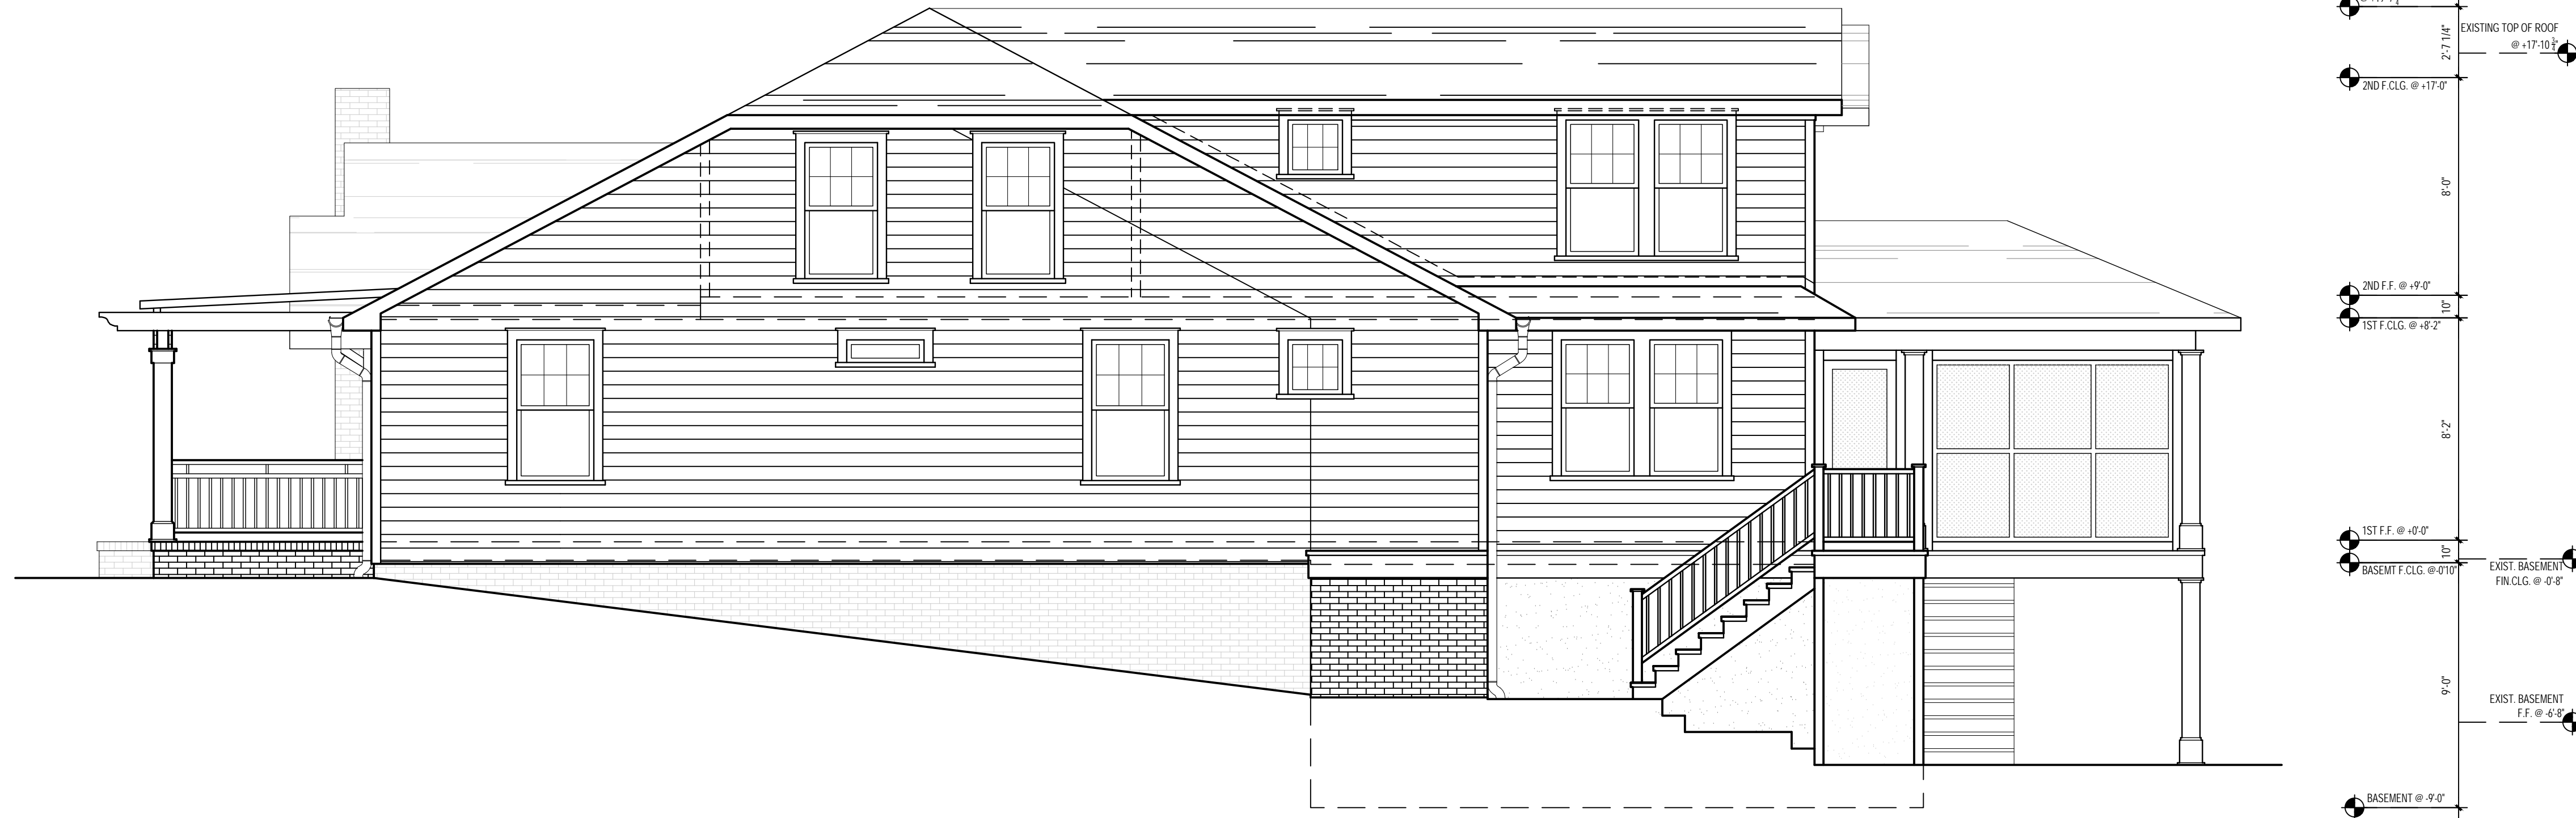 EXISTING TOP OF ROOF
@ +17'-10 3/4"
2'-7 1/4"
2ND F.CLG. @ +17'-0"
8'-0"
2ND F.F. @ +9'-0"
10"
1ST F.CLG @ +8'-2"
8'-2"
1ST F.F. @ +0'-0"
10"
BASEMT F.CLG. @-0'10"
EXIST. BASEMENT
FIN.CLG. @ -0'-8"
9'-0"
EXIST. BASEMENT
F.F. @ -6'-8"
BASEMENT @ -9'-0"